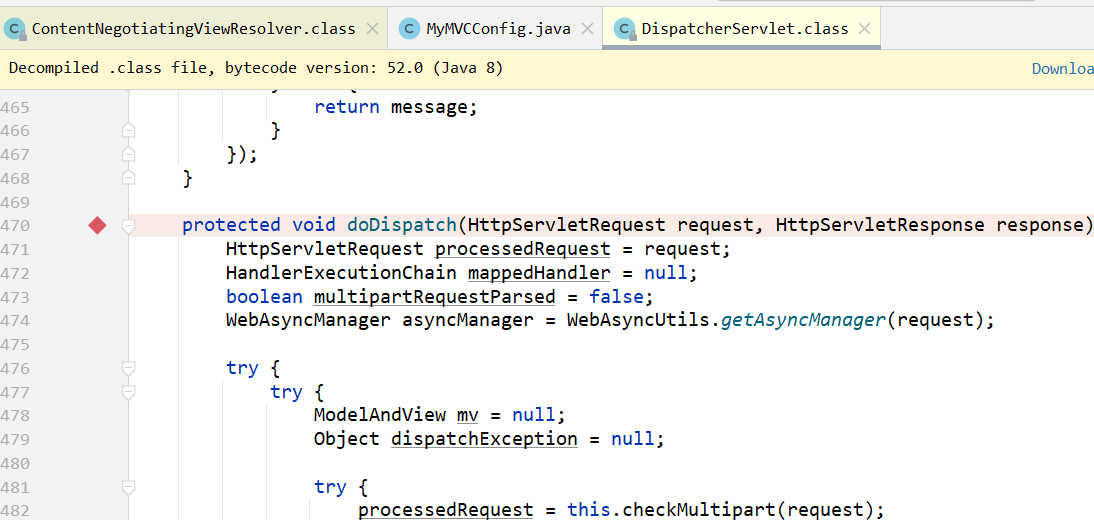 ContentNegotiatingViewResolver.class MyMVCConfig.java DispatcherServlet.class
Decompiled .class file, bytecode version: 52.0 (Java 8) Downloa
465 return message;
466 }
467 });
468 }
469
470 protected void doDispatch(HttpServletRequest request, HttpServletResponse response)
471 HttpServletRequest processedRequest = request;
472 HandlerExecutionChain mappedHandler = null;
473 boolean multipartRequestParsed = false;
474 WebAsyncManager asyncManager = WebAsyncUtils.getAsyncManager(request);
475
476 try {
477 try {
478 ModelAndView mv = null;
479 Object dispatchException = null;
480
481 try {
482 processedRequest = this.checkMultipart(request);